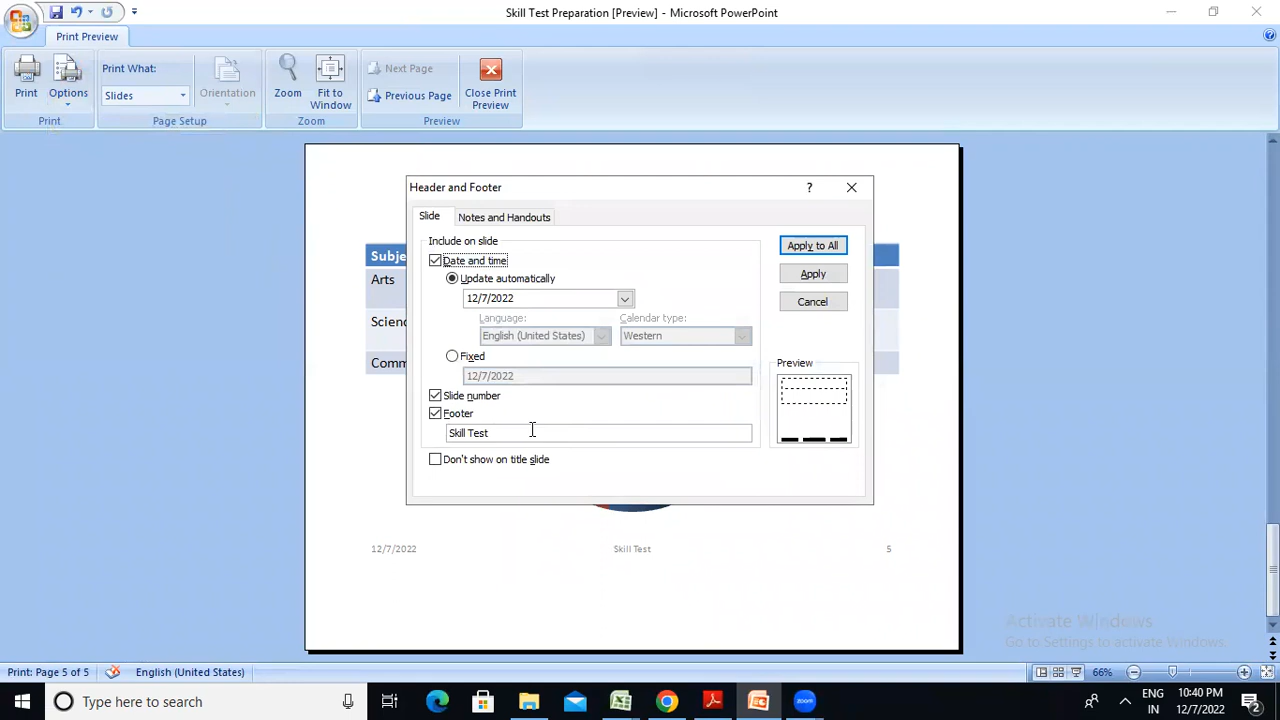 Skill Test Preparation [Preview] - Microsoft PowerPoint
Print Preview
Print What:
Slides
Print
Options
Orientation
Zoom
Fit to
Window
Next Page
Previous Page
Close Print
Preview
Print
Page Setup
Zoom
Preview
Header and Footer
Slide
Notes and Handouts
Include on slide
Date and time
Update automatically
12/7/2022
Language:
Calendar type:
English (United States)
Western
Fixed
12/7/2022
Slide number
Footer
Skill Test
Don't show on title slide
Apply to All
Apply
Cancel
Preview
Arts
12/7/2022
Skill Test
5
Activate Windows
Go to Settings to activate Windows.
Print: Page 5 of 5
English (United States)
66%
Type here to search
zoom
ENG
IN
10:40 PM
12/7/2022